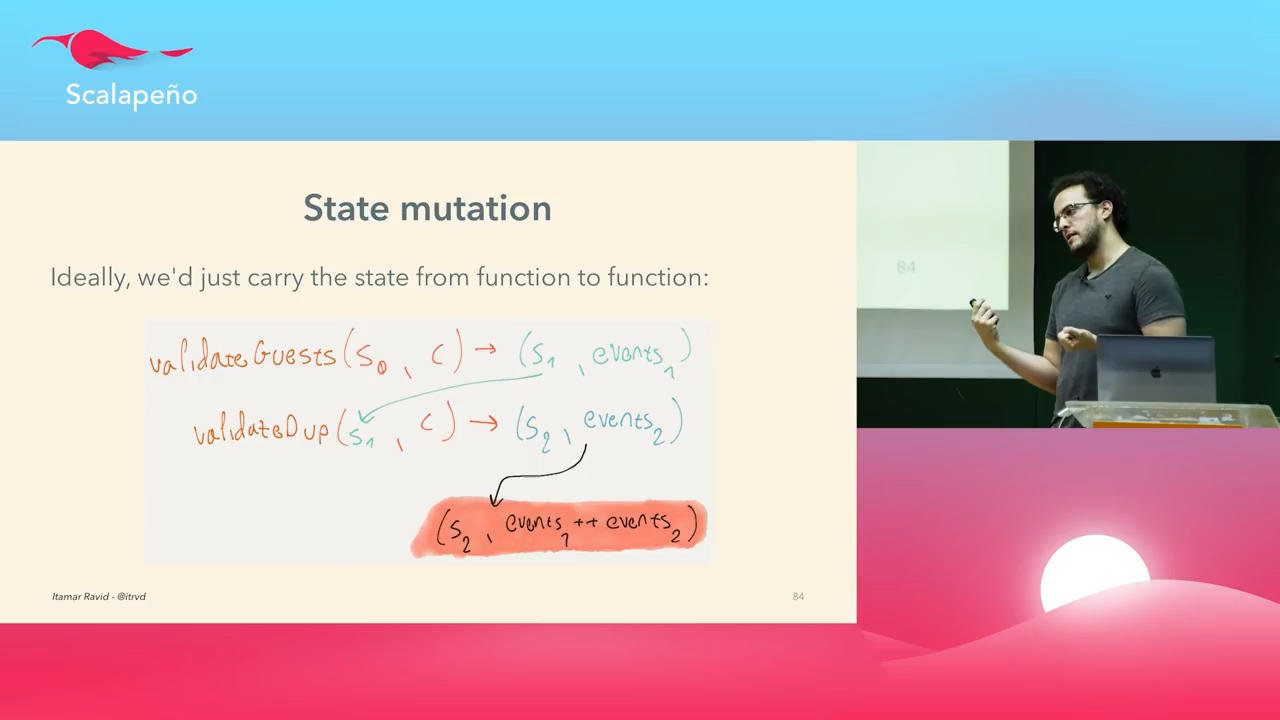 Scalapeño
State mutation
Ideally, we'd just carry the state from function to function:
validateGuests(s₀, c) → (s₁, events₁)
validateDup(s₁, c) → (s₂, events₂)
(s₂, events₁ ++ events₂)
Itamar Ravid - @itrvd
84
84